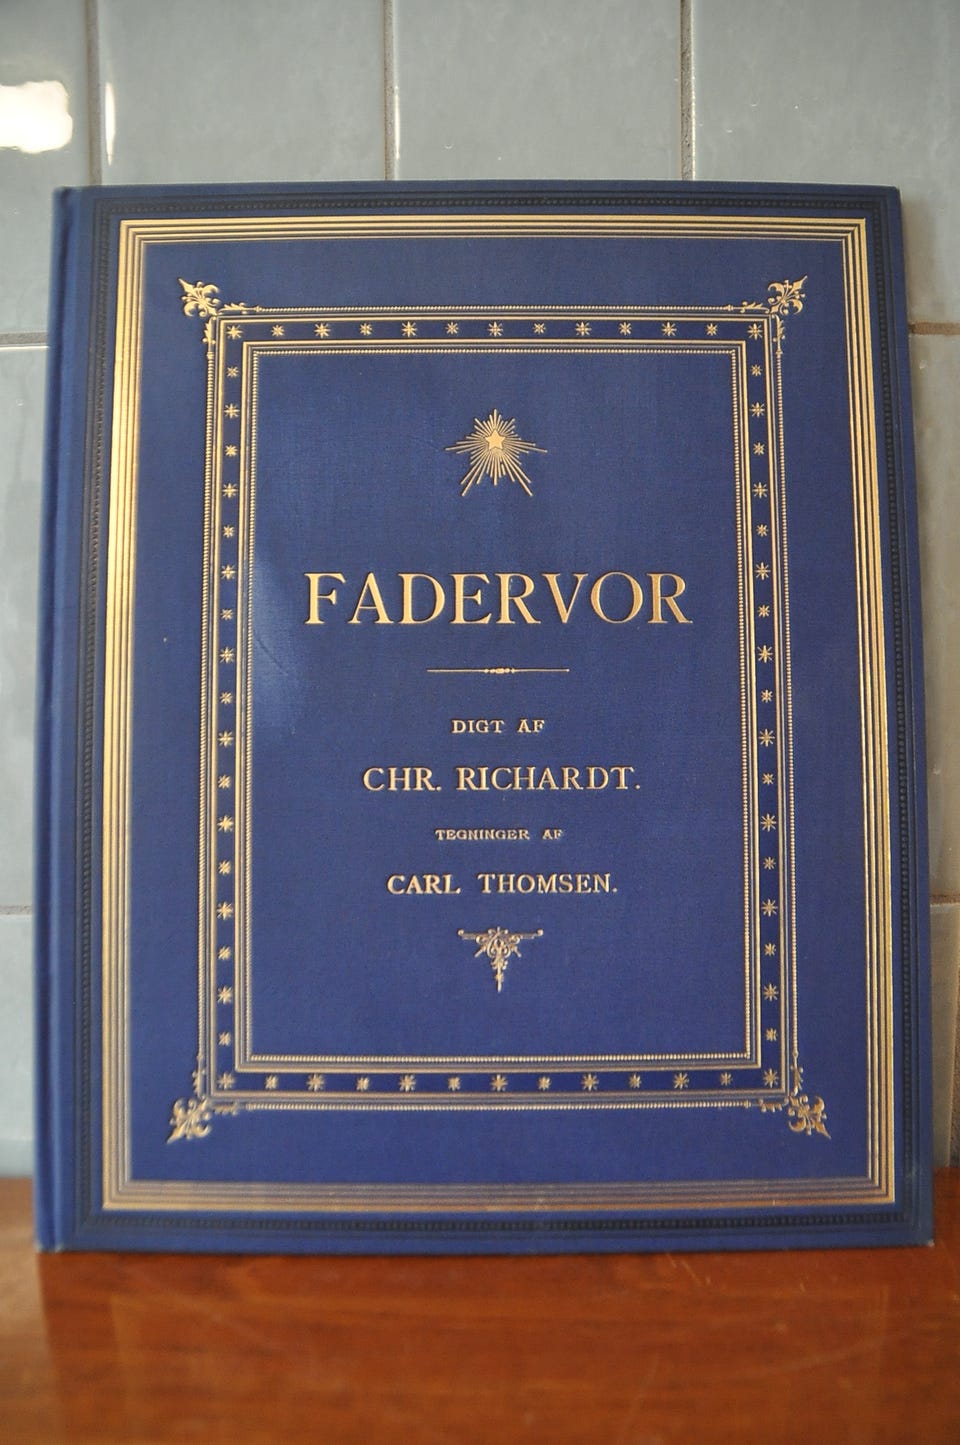 FADERVOR
DIGT AF
CHR. RICHARDT.
TEGNINGER AF
CARL THOMSEN.